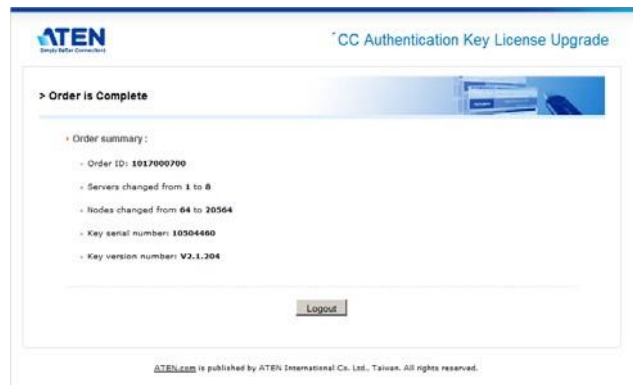 ATEN
Simply Better Connections
CC Authentication Key License Upgrade
> Order is Complete
Order summary :
- Order ID: 1017000700
- Servers changed from 1 to 8
- Nodes changed from 64 to 20564
- Key serial number: 10504460
- Key version number: V2.1.204
Logout
ATEN.com is published by ATEN International Co. Ltd., Taiwan. All rights reserved.